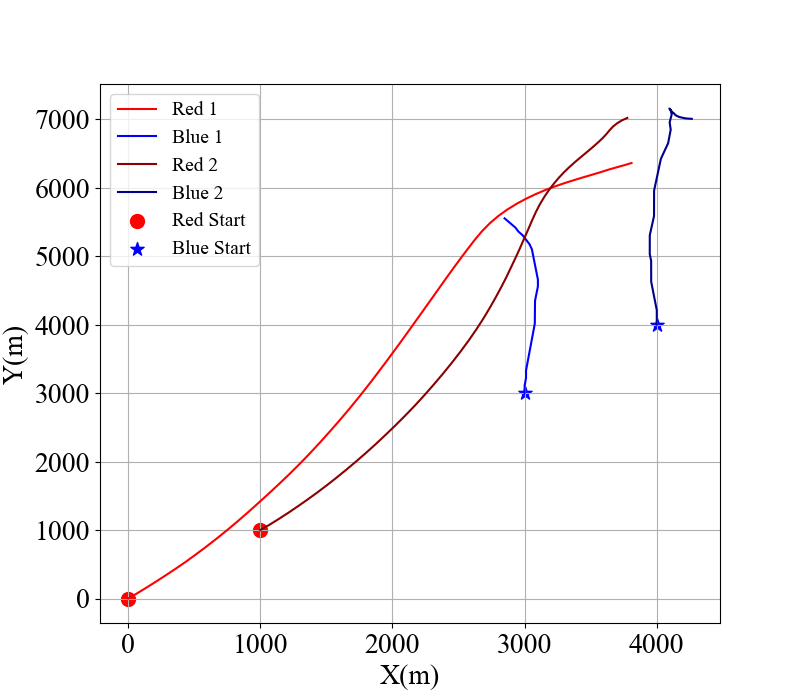 Red 1
Blue 1
Red 2
Blue 2
Red Start
Blue Start
7000
6000
5000
4000
3000
2000
1000
0
Y(m)
0 1000 2000 3000 4000
X(m)